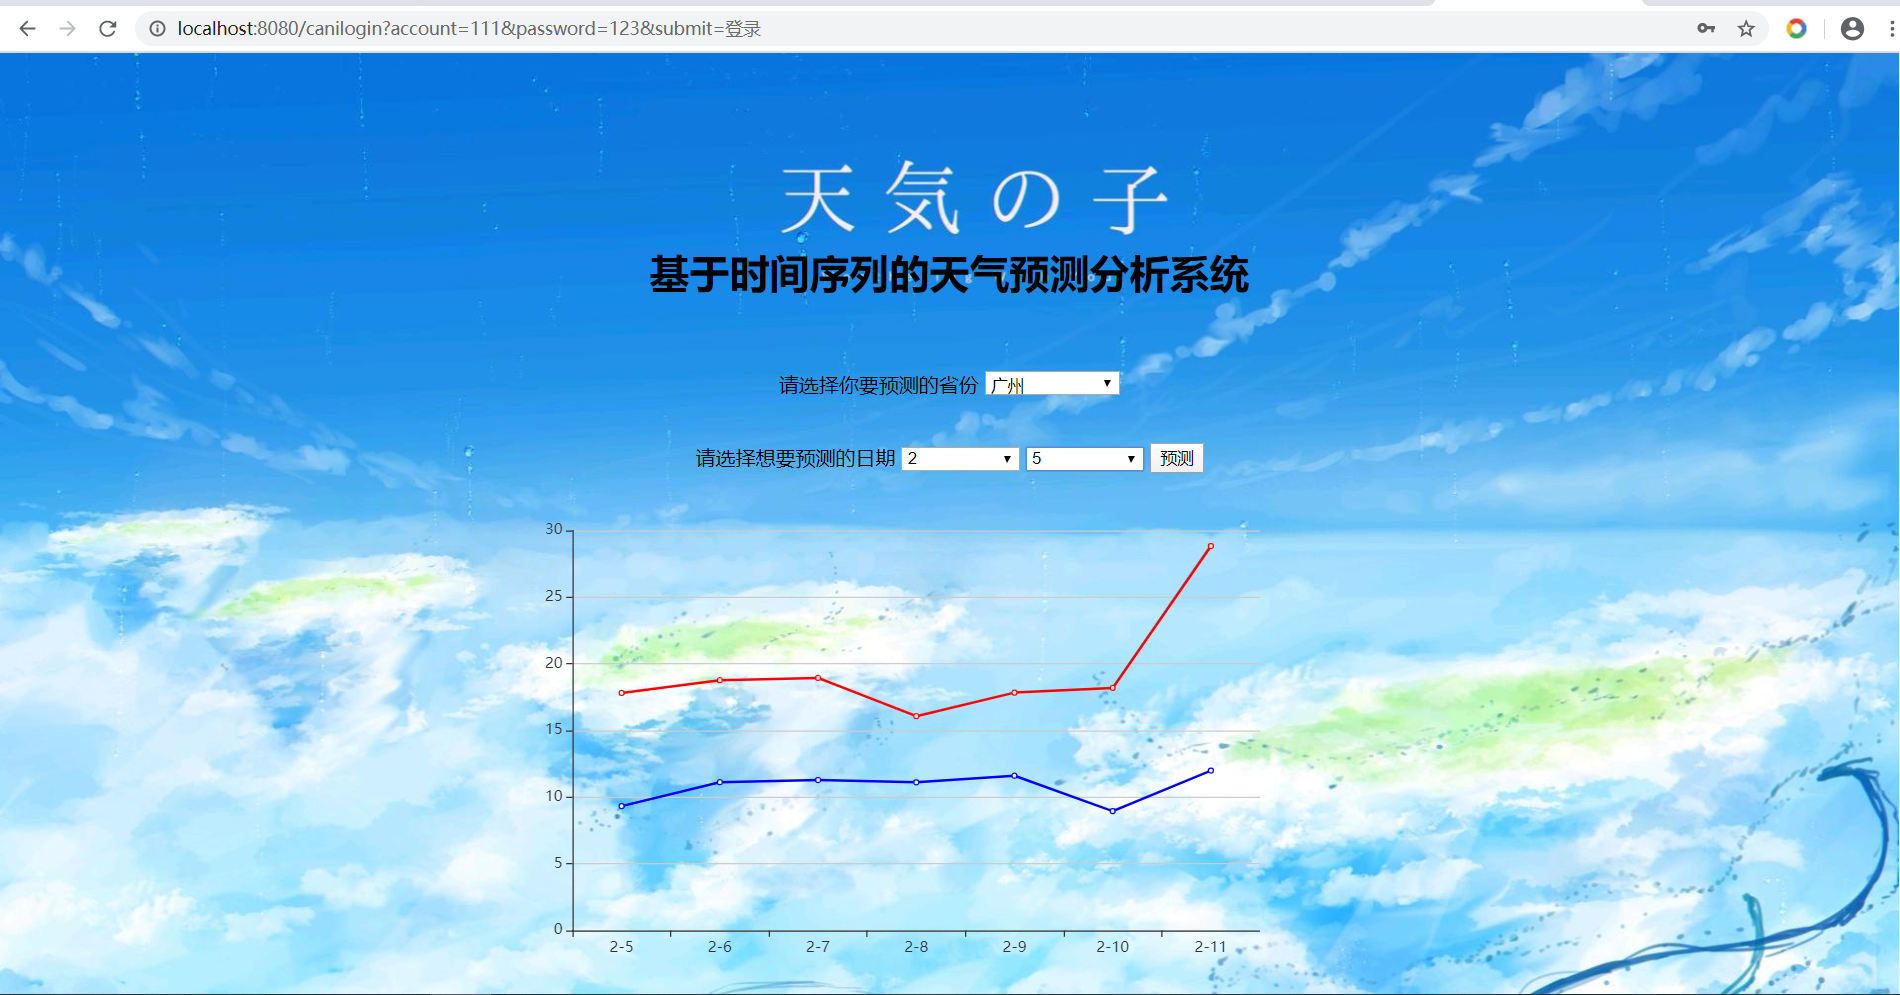 localhost:8080/canilogin?account=111&password=123&submit=登录
天気の子
基于时间序列的天气预测分析系统
请选择你要预测的省份 广州
请选择想要预测的日期 2 5 预测
30
25
20
15
10
5
0
2-5 2-6 2-7 2-8 2-9 2-10 2-11